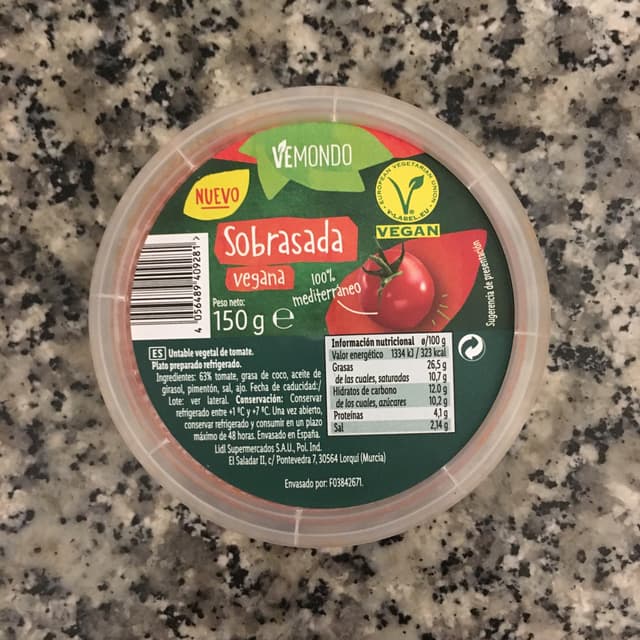 VEMONDO
NUEVO
EUROPEAN VEGETARIAN UNION
V-LABEL.EU
VEGAN
Sobrasada
vegana
100%
mediterráneo
Sugerencia de presentación
4 056489 409281 >
Peso neto:
150 g e
ES Untable vegetal de tomate.
Plato preparado refrigerado.
Ingredientes: 63% tomate, grasa de coco, aceite de
girasol, pimentón, sal, ajo. Fecha de caducidad:/
Lote: ver lateral. Conservación: Conservar
refrigerado entre +1 ºC y +7 ºC. Una vez abierto,
conservar refrigerado y consumir en un plazo
máximo de 48 horas. Envasado en España.
Lidl Supermercados S.A.U., Pol. Ind.
El Saladar II, c/ Pontevedra 7, 30564 Lorquí (Murcia)
Envasado por: F03842671.
Información nutricional ø/100 g
Valor energético 1334 kJ / 323 kcal
Grasas 26,5 g
de las cuales, saturadas 10,7 g
Hidratos de carbono 12,0 g
de los cuales, azúcares 10,2 g
Proteínas 4,1 g
Sal 2,14 g